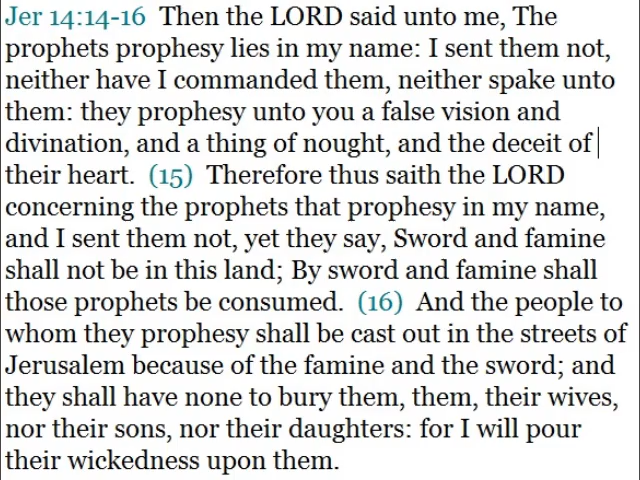 Jer 14:14-16 Then the LORD said unto me, The
prophets prophesy lies in my name: I sent them not,
neither have I commanded them, neither spake unto
them: they prophesy unto you a false vision and
divination, and a thing of nought, and the deceit of
their heart. (15) Therefore thus saith the LORD
concerning the prophets that prophesy in my name,
and I sent them not, yet they say, Sword and famine
shall not be in this land; By sword and famine shall
those prophets be consumed. (16) And the people to
whom they prophesy shall be cast out in the streets of
Jerusalem because of the famine and the sword; and
they shall have none to bury them, them, their wives,
nor their sons, nor their daughters: for I will pour
their wickedness upon them.